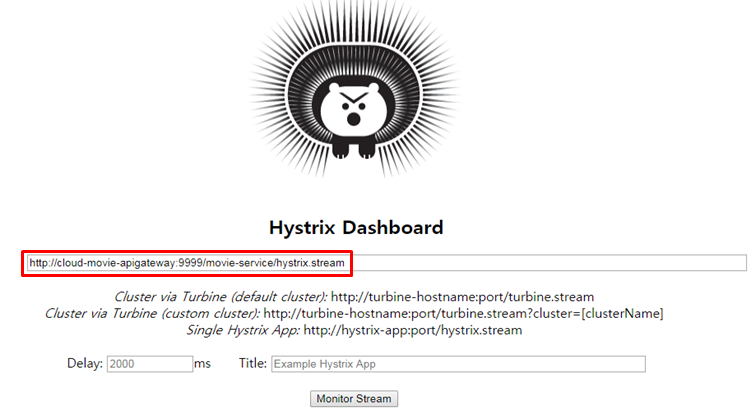 Hystrix Dashboard
http://cloud-movie-apigateway:9999/movie-service/hystrix.stream
Cluster via Turbine (default cluster): http://turbine-hostname:port/turbine.stream
Cluster via Turbine (custom cluster): http://turbine-hostname:port/turbine.stream?cluster=[clusterName]
Single Hystrix App: http://hystrix-app:port/hystrix.stream
Delay: 2000 ms Title: Example Hystrix App
Monitor Stream